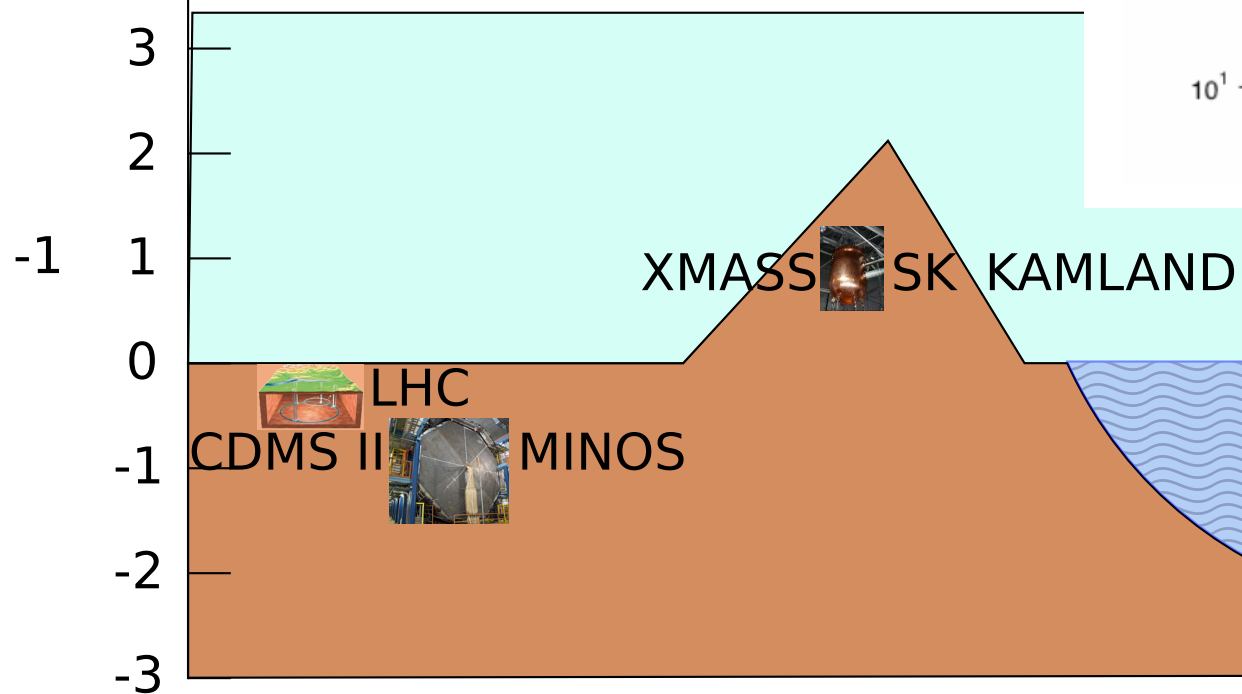 3
10¹
2
-1 1
XMASS SK KAMLAND
0
LHC
CDMS II MINOS
-1
-2
-3